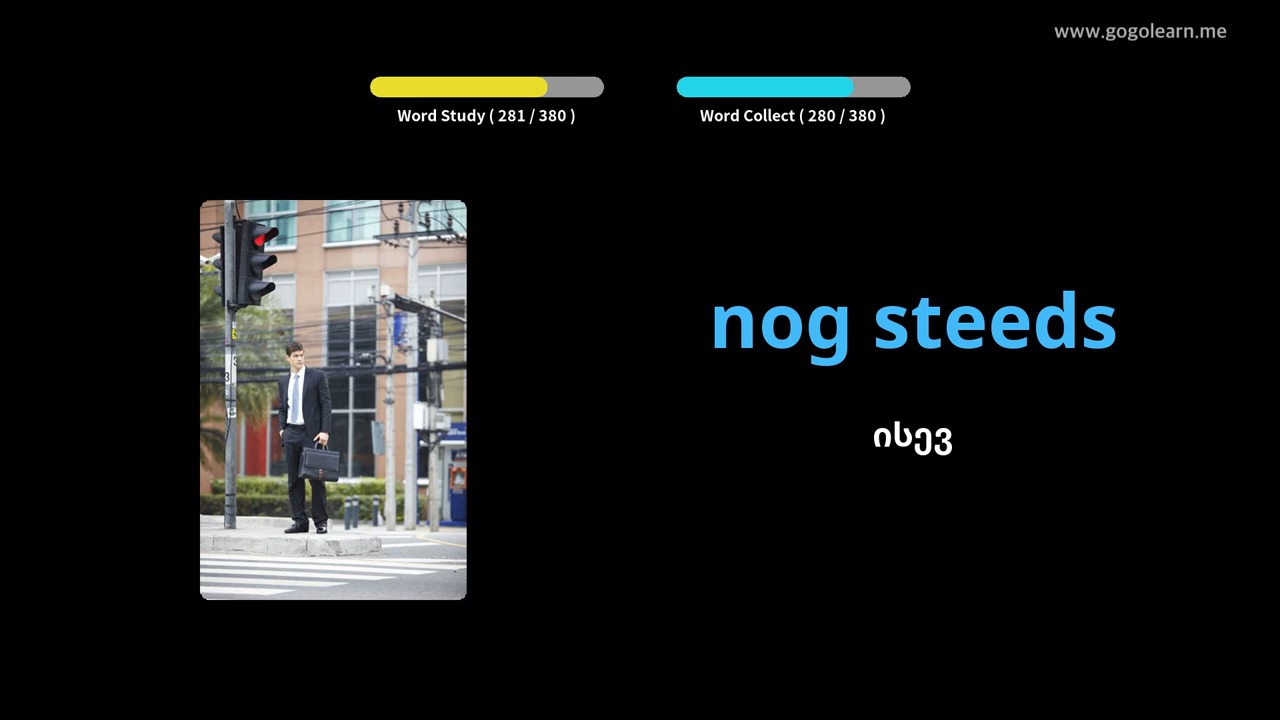 www.gogolearn.me
Word Study ( 281 / 380 )
Word Collect ( 280 / 380 )
nog steeds
ისევ